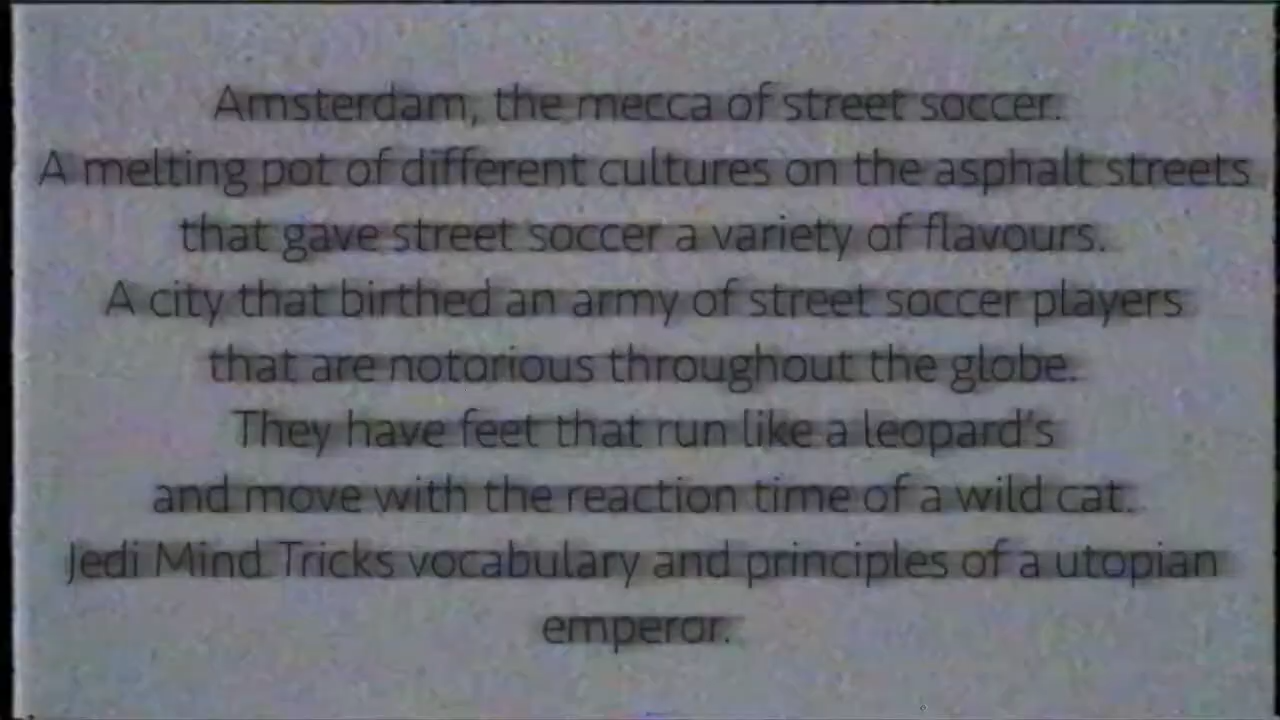 Amsterdam, the mecca of street soccer.
A melting pot of different cultures on the asphalt streets
that gave street soccer a variety of flavours.
A city that birthed an army of street soccer players
that are notorious throughout the globe.
They have feet that run like a leopard's
and move with the reaction time of a wild cat.
Jedi Mind Tricks vocabulary and principles of a utopian
emperor.